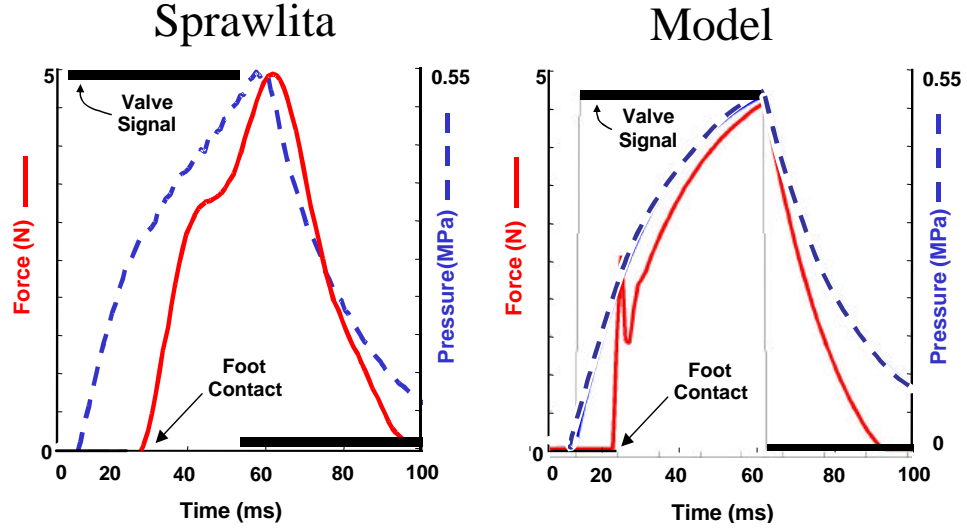 Sprawlita
5
Valve
Signal
Force (N)
Foot
Contact
0
0 20 40 60 80 100
Time (ms)
0.55
Pressure(MPa)
Model
5
Valve
Signal
Force (N)
Foot
Contact
0
0 20 40 60 80 100
Time (ms)
0.55
Pressure (MPa)
0